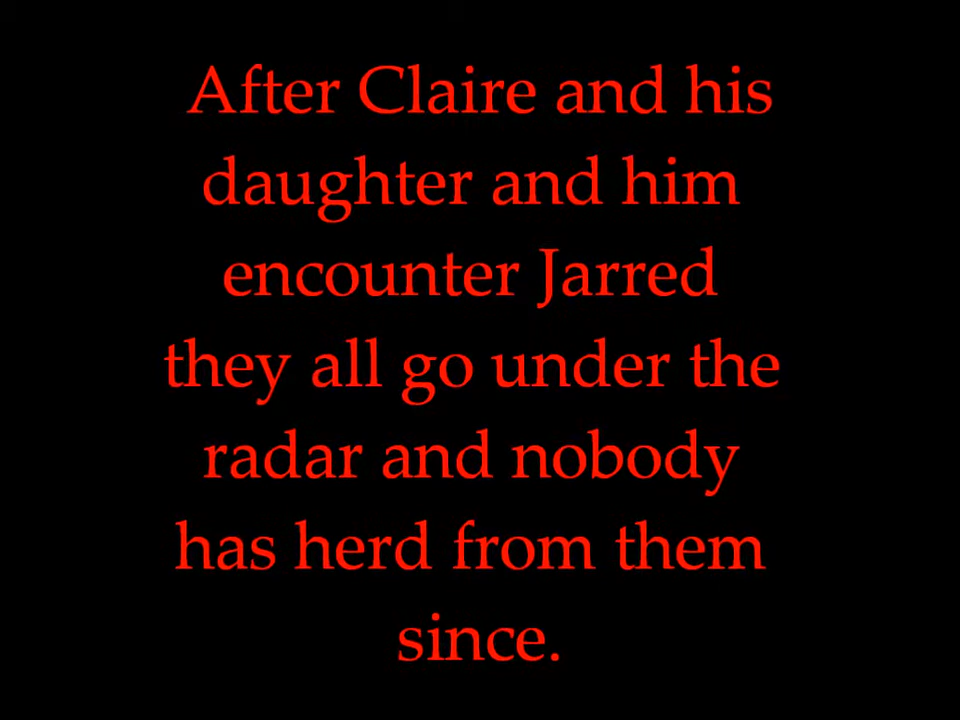 After Claire and his
daughter and him
encounter Jarred
they all go under the
radar and nobody
has herd from them
since.